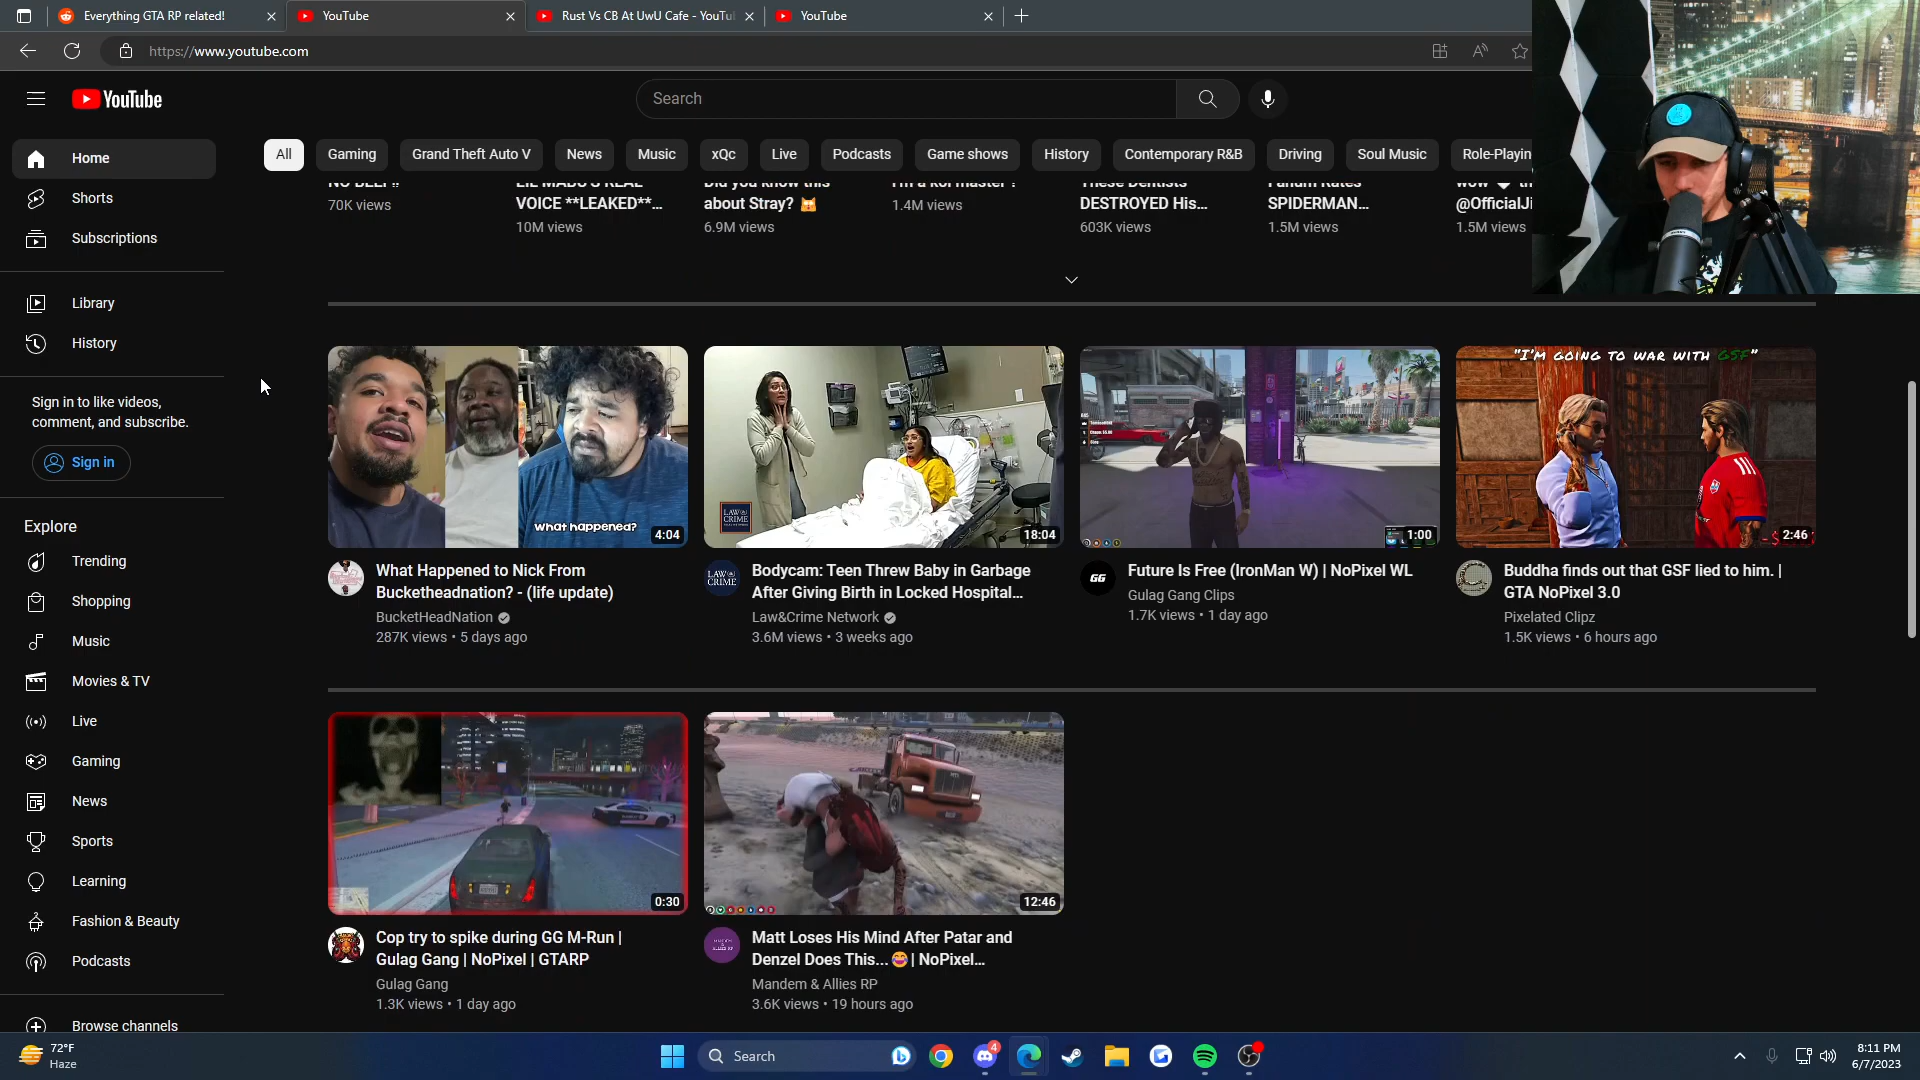 Everything GTA RP related!
YouTube
Rust Vs CB At UwU Cafe - YouTu
YouTube
https://www.youtube.com
YouTube
Search
Home
Shorts
Subscriptions
Library
History
Sign in to like videos,
comment, and subscribe.
Sign in
Explore
Trending
Shopping
Music
Movies & TV
Live
Gaming
News
Sports
Learning
Fashion & Beauty
Podcasts
Browse channels
All
Gaming
Grand Theft Auto V
News
Music
xQc
Live
Podcasts
Game shows
History
Contemporary R&B
Driving
Soul Music
Role-Playin
NO BEEF!!
70K views
LIL MABU'S REAL
VOICE **LEAKED**...
10M views
Did you know this
about Stray? 🙀
6.9M views
I'm a koi master ?
1.4M views
These Dentists
DESTROYED His...
603K views
Fanum Rates
SPIDERMAN...
1.5M views
@OfficialJi
1.5M views
What happened?
4:04
What Happened to Nick From
Bucketheadnation? - (life update)
BucketHeadNation
287K views • 5 days ago
LAW&
CRIME
18:04
LAW&
CRIME
Bodycam: Teen Threw Baby in Garbage
After Giving Birth in Locked Hospital...
Law&Crime Network
3.6M views • 3 weeks ago
1:00
GG
Future Is Free (IronMan W) | NoPixel WL
Gulag Gang Clips
1.7K views • 1 day ago
"I'M GOING TO WAR WITH GSF"
2:46
Buddha finds out that GSF lied to him. |
GTA NoPixel 3.0
Pixelated Clipz
1.5K views • 6 hours ago
0:30
Cop try to spike during GG M-Run |
Gulag Gang | NoPixel | GTARP
Gulag Gang
1.3K views • 1 day ago
12:46
Matt Loses His Mind After Patar and
Denzel Does This...😂 | NoPixel...
Mandem & Allies RP
3.6K views • 19 hours ago
72°F
Haze
Search
4
8:11 PM
6/7/2023